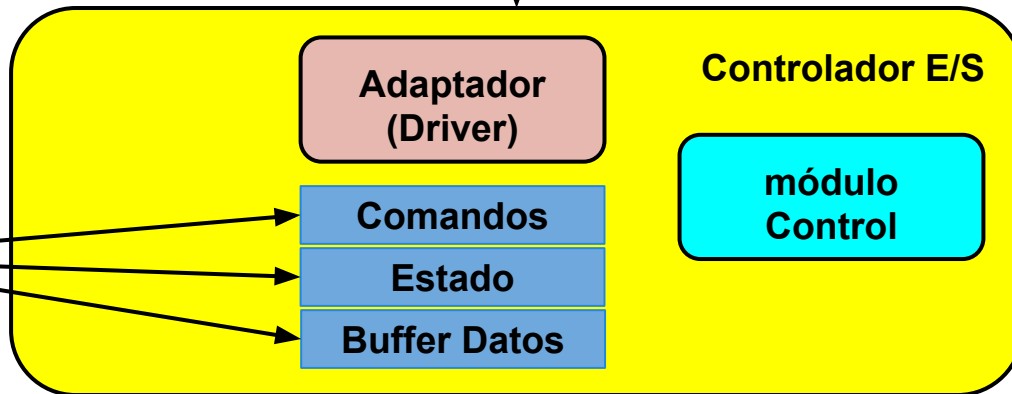 Adaptador
(Driver)
Controlador E/S
módulo
Control
Comandos
Estado
Buffer Datos